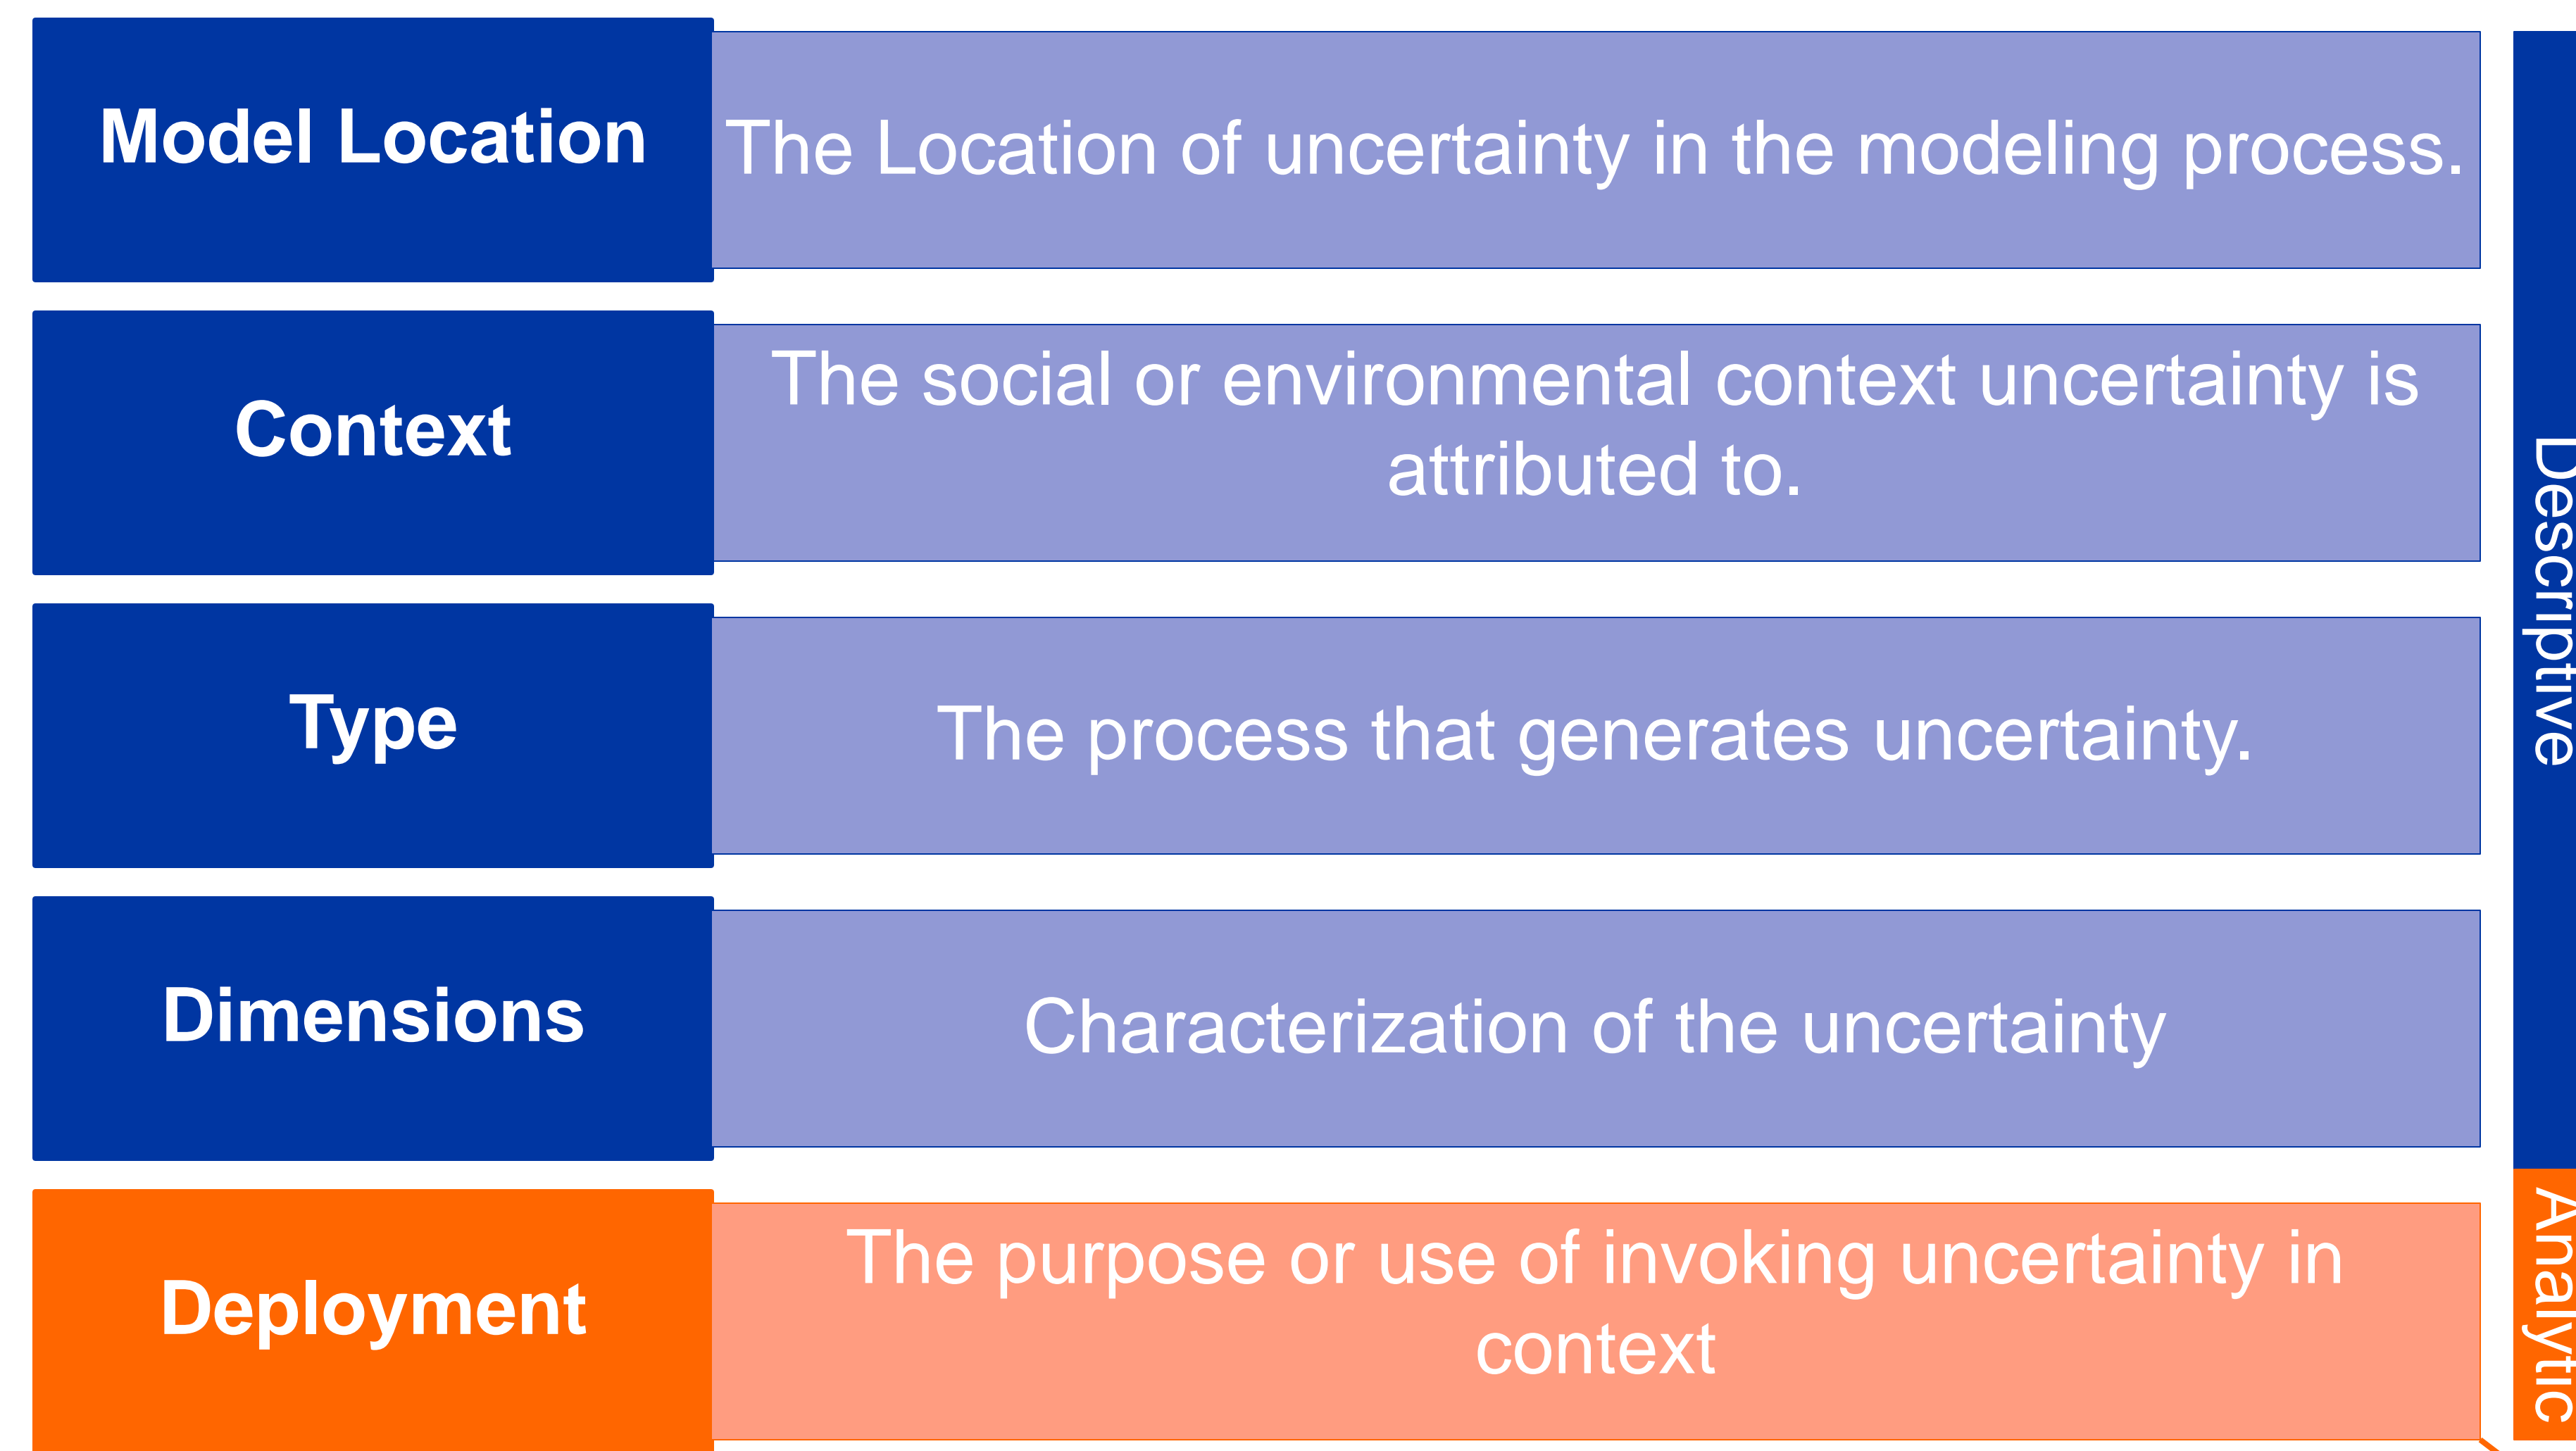 Model Location
The Location of uncertainty in the modeling process.
Context
The social or environmental context uncertainty is
attributed to.
Type
The process that generates uncertainty.
Dimensions
Characterization of the uncertainty
Deployment
The purpose or use of invoking uncertainty in
context
Descriptive
Analytic